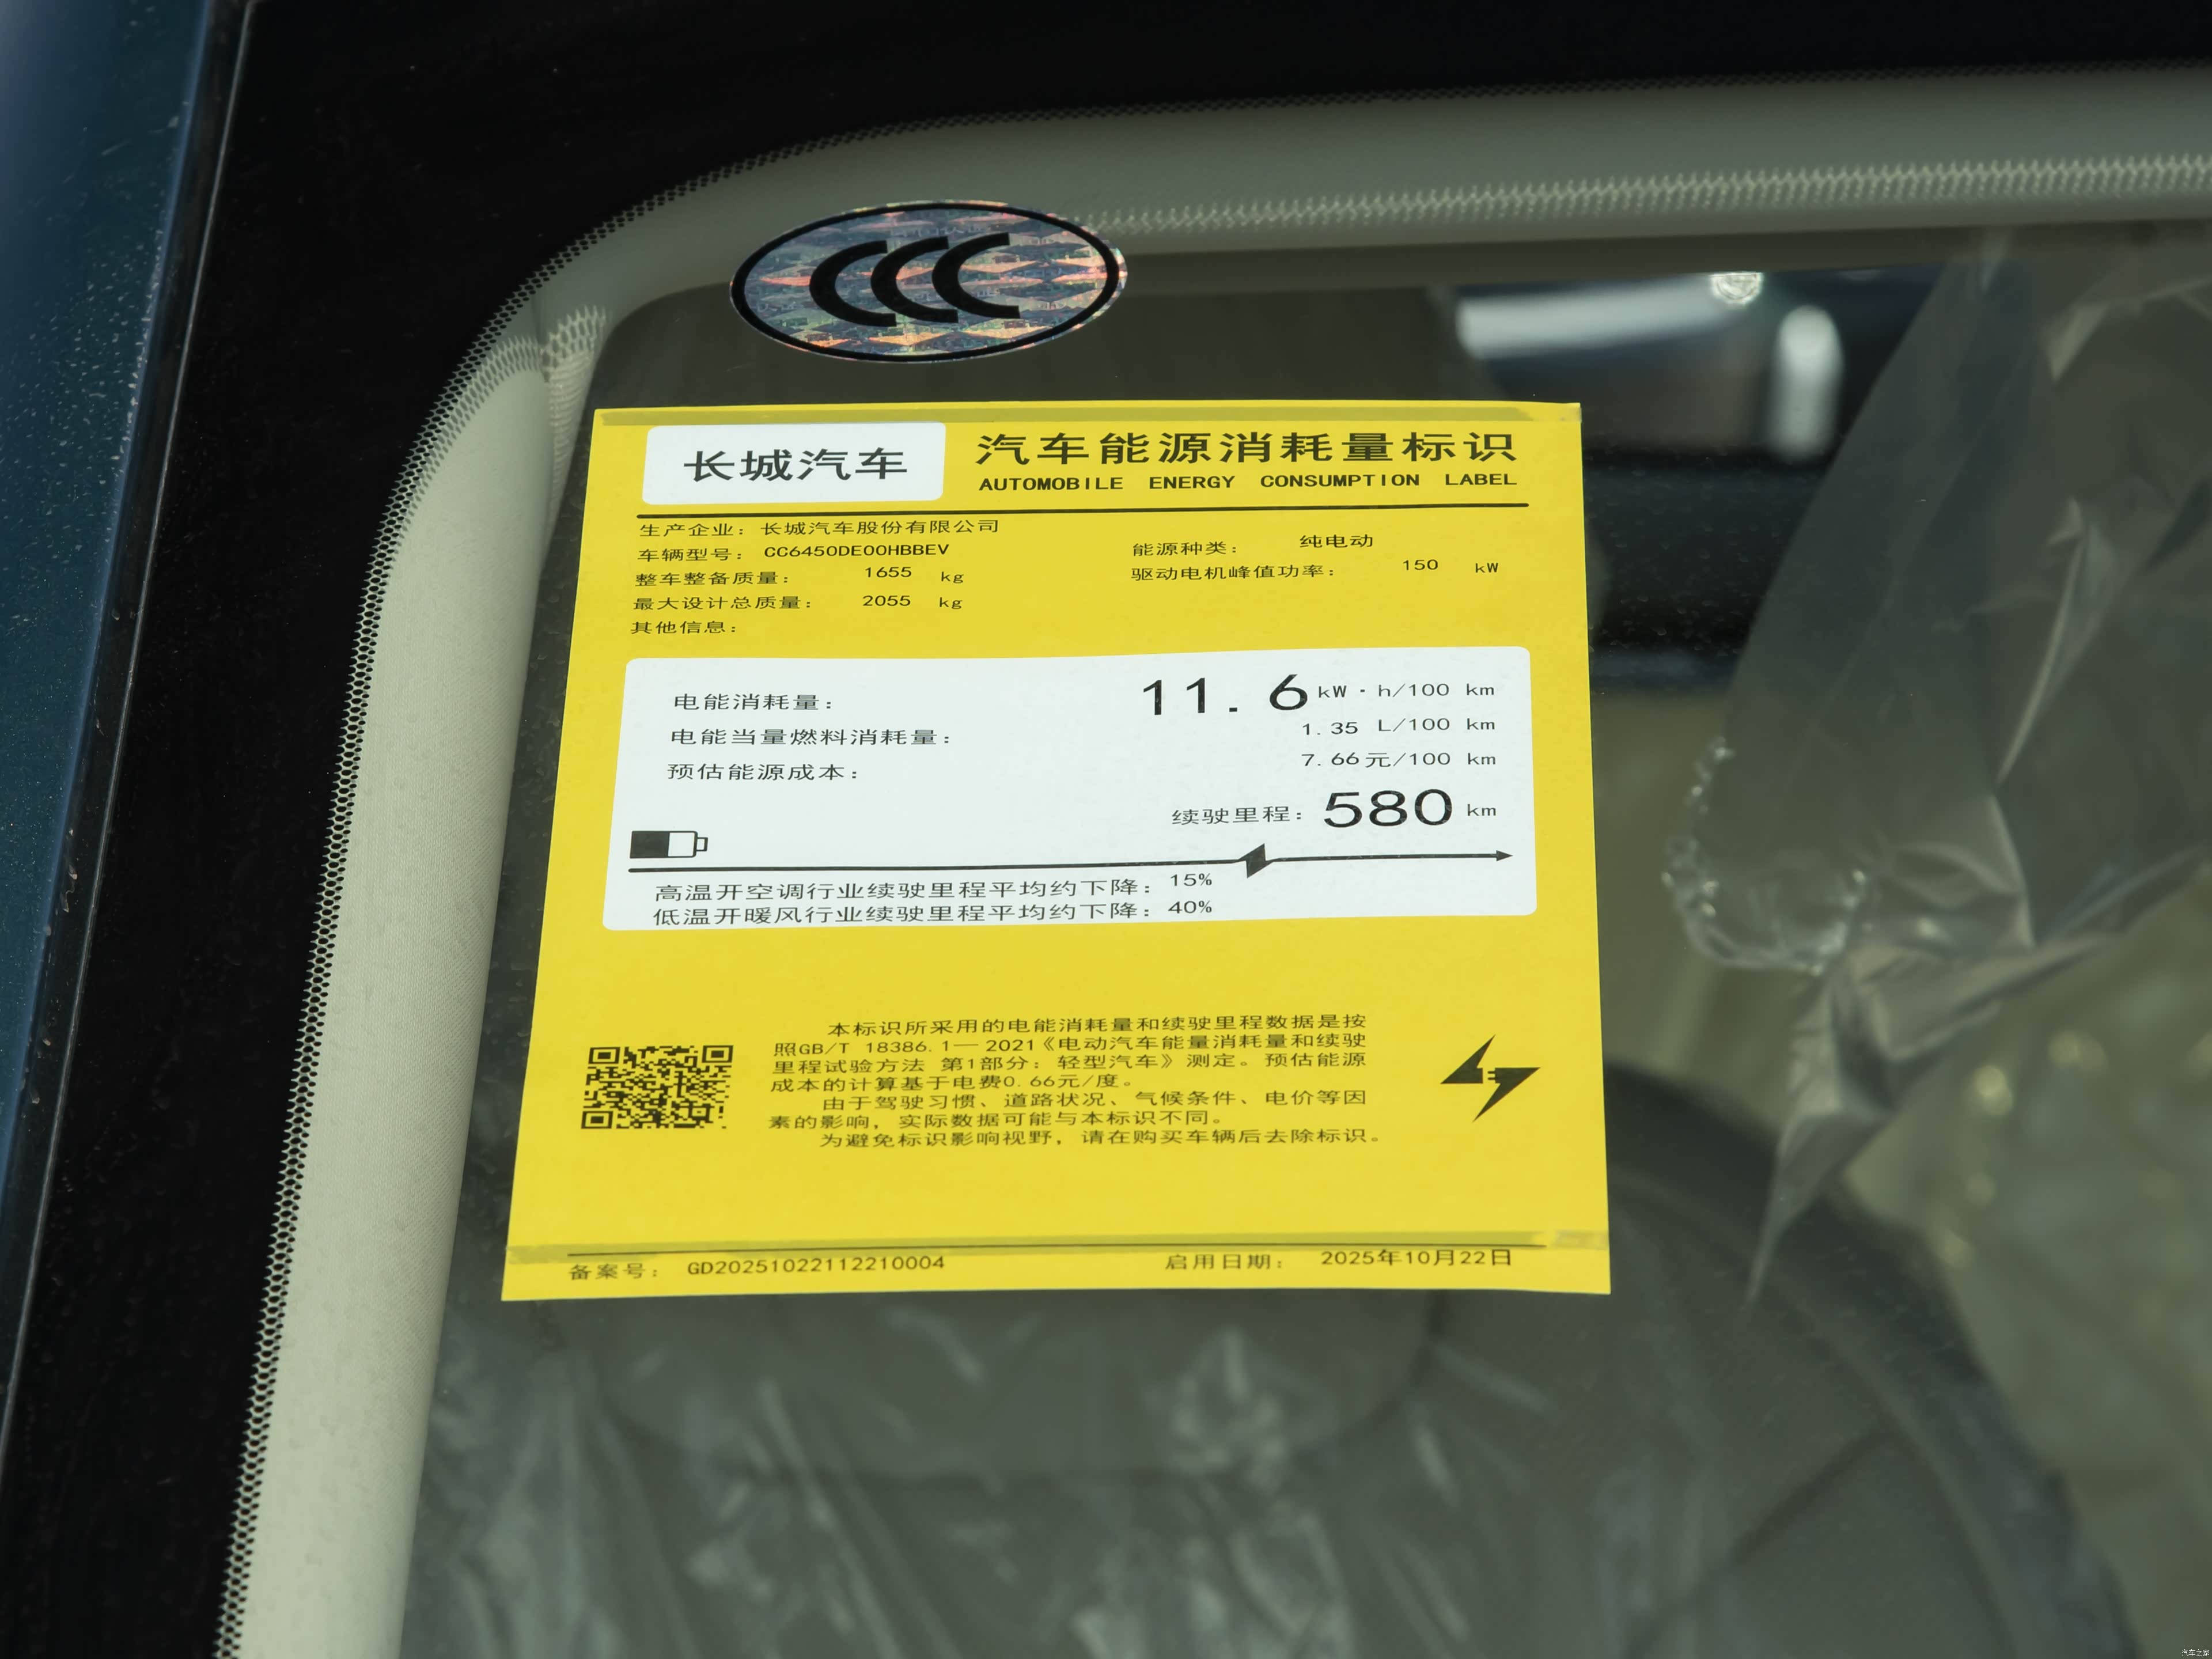 CCC
长城汽车
汽车能源消耗量标识
AUTOMOBILE ENERGY CONSUMPTION LABEL
生产企业：长城汽车股份有限公司
车辆型号：CC6450DE00HBBEV
能源种类： 纯电动
整车整备质量： 1655 kg
驱动电机峰值功率： 150 kW
最大设计总质量： 2055 kg
其他信息：
电能消耗量： 11.6 kW·h/100 km
电能当量燃料消耗量： 1.35 L/100 km
预估能源成本： 7.66元/100 km
续驶里程：580 km
高温开空调行业续驶里程平均约下降：15%
低温开暖风行业续驶里程平均约下降：40%
本标识所采用的电能消耗量和续驶里程数据是按
照GB/T 18386.1—2021《电动汽车能量消耗量和续驶
里程试验方法 第1部分：轻型汽车》测定。预估能源
成本的计算基于电费0.66元/度。
由于驾驶习惯、道路状况、气候条件、电价等因
素的影响，实际数据可能与本标识不同。
为避免标识影响视野，请在购买车辆后去除标识。
备案号： GD20251022112210004
启用日期： 2025年10月22日
汽车之家